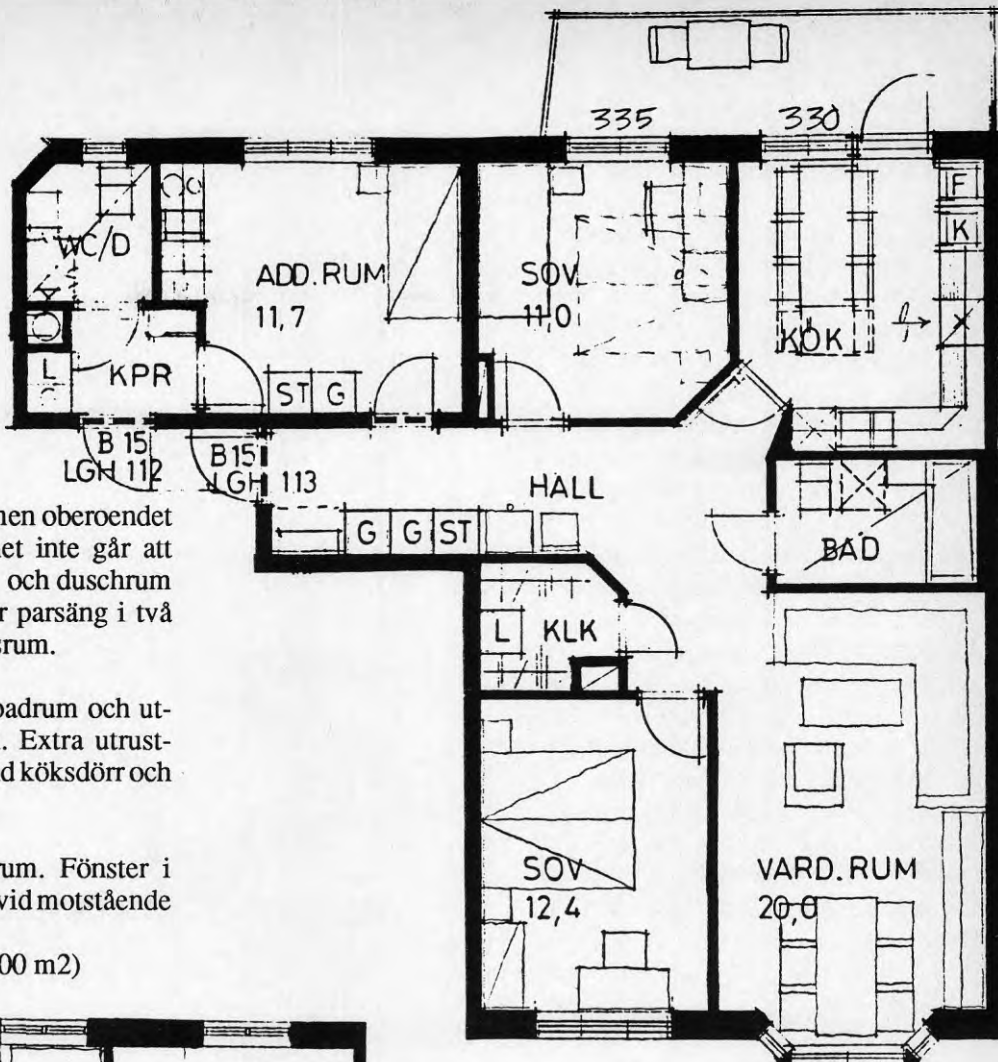 335 330
WC/D
ADD. RUM
11,7
SOV
11,0
F
K
KÖK
L
KPR
ST G
B 15
LGH 112
B 15
LGH 113
HALL
G G ST
BAD
L KLK
SOV
12,4
VARD. RUM
20,0
men oberoendet
et inte går att
och duschrum
r parsäng i två
srum.
badrum och ut-
. Extra utrust-
d köksdörr och
rum. Fönster i
vid motstående
00 m2)